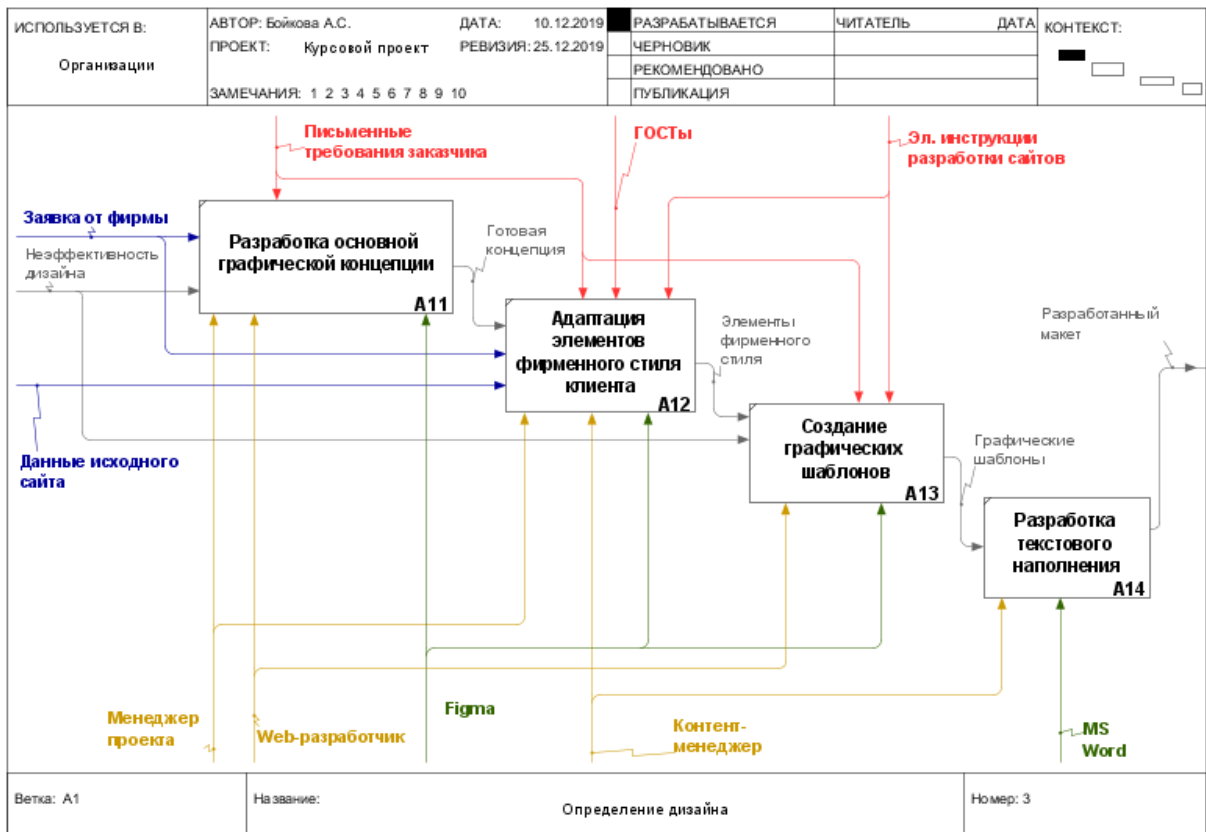 ИСПОЛЬЗУЕТСЯ В:
Организации
АВТОР: Бойкова А.С.
ДАТА: 10.12.2019
ПРОЕКТ: Курсовой проект
РЕВИЗИЯ: 25.12.2019
ЗАМЕЧАНИЯ: 1 2 3 4 5 6 7 8 9 10
РАЗРАБАТЫВАЕТСЯ
ЧЕРНОВИК
РЕКОМЕНДОВАНО
ПУБЛИКАЦИЯ
ЧИТАТЕЛЬ
ДАТА
КОНТЕКСТ:
Письменные
требования заказчика
ГОСТы
Эл. инструкции
разработки сайтов
Заявка от фирмы
Неэффективность
дизайна
Разработка основной
графической концепции
A11
Готовая
концепция
Адаптация
элементов
фирменного стиля
клиента
A12
Элементы
фирменного
стиля
Разработанный
макет
Данные исходного
сайта
Создание
графических
шаблонов
A13
Графические
шаблоны
Разработка
текстового
наполнения
A14
Менеджер
проекта
Web-разработчик
Figma
Контент-
менеджер
MS
Word
Ветка: A1
Название:
Определение дизайна
Номер: 3